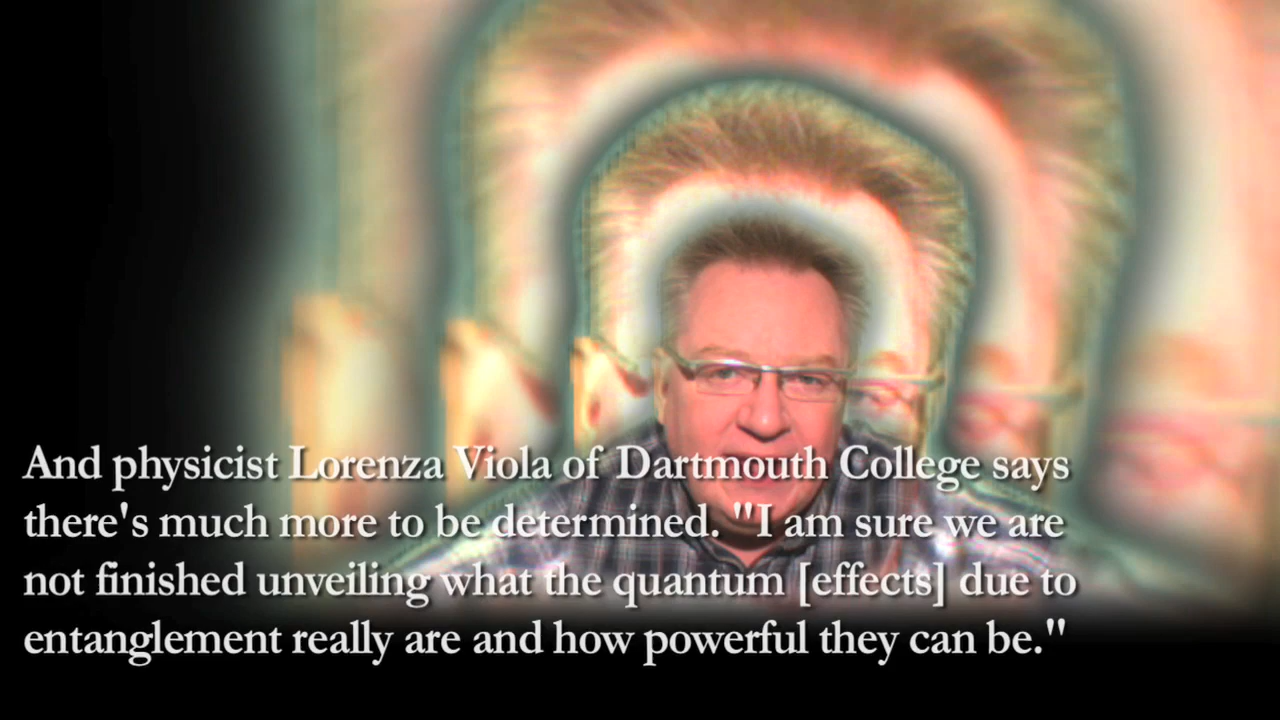 And physicist Lorenza Viola of Dartmouth College says
there's much more to be determined. "I am sure we are
not finished unveiling what the quantum [effects] due to
entanglement really are and how powerful they can be."